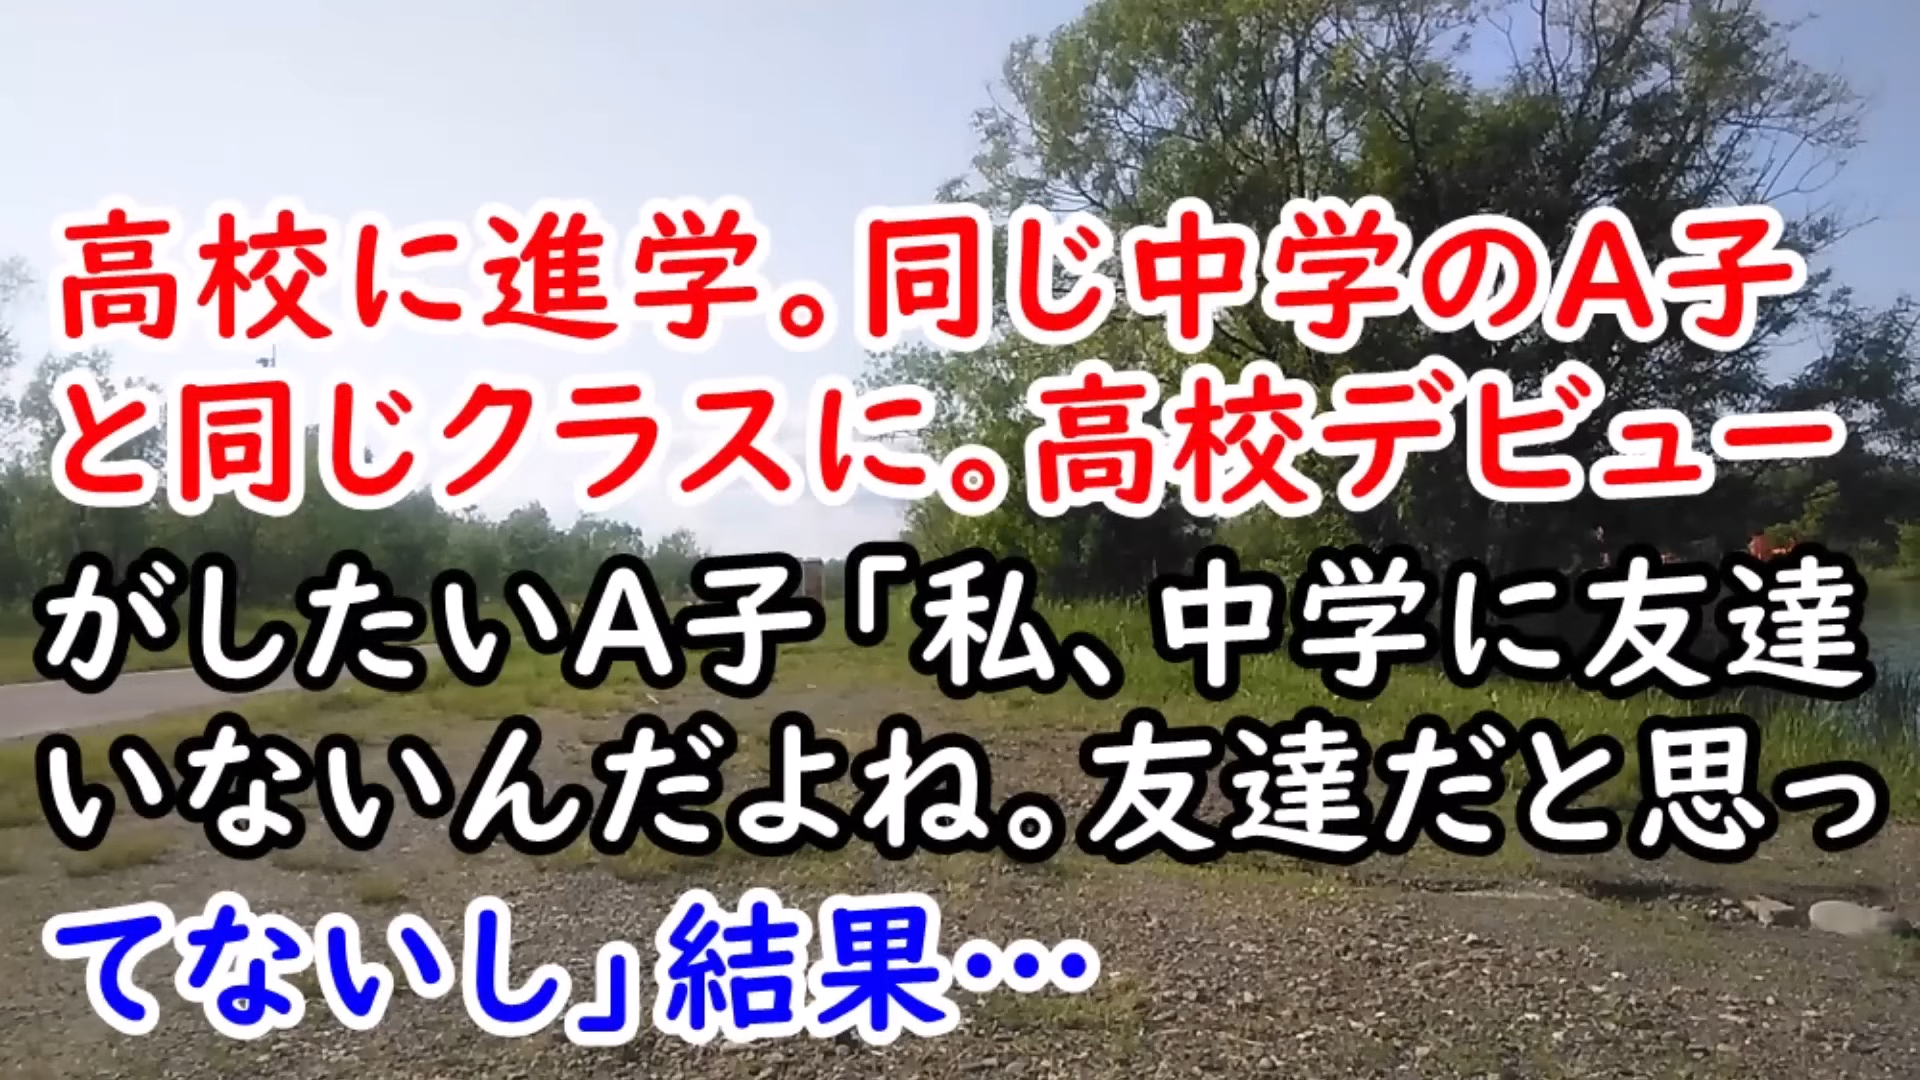 高校に進学。同じ中学のA子
と同じクラスに。高校デビュー
がしたいA子「私、中学に友達
いないんだよね。友達だと思っ
てないし」結果…